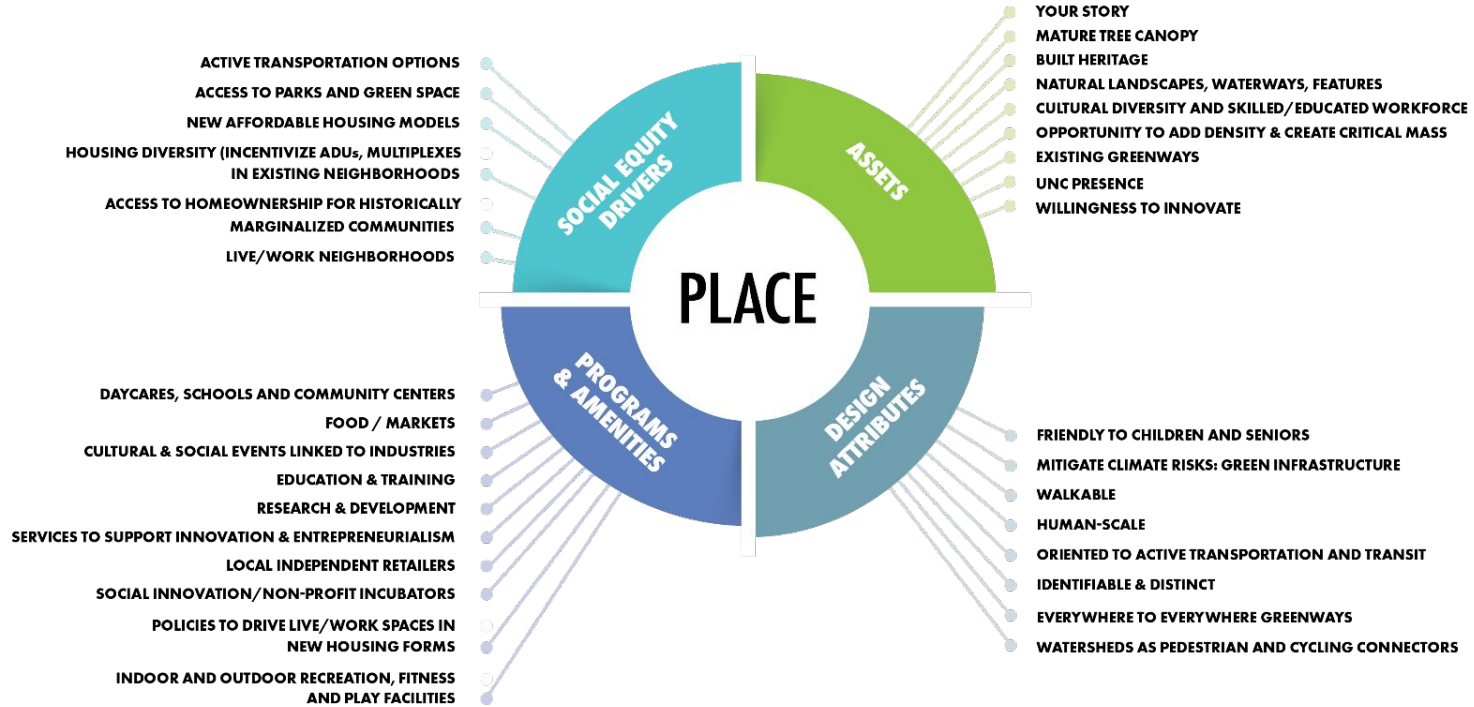 ACTIVE TRANSPORTATION OPTIONS
ACCESS TO PARKS AND GREEN SPACE
NEW AFFORDABLE HOUSING MODELS
HOUSING DIVERSITY (INCENTIVIZE ADUs, MULTIPLEXES
IN EXISTING NEIGHBORHOODS
ACCESS TO HOMEOWNERSHIP FOR HISTORICALLY
MARGINALIZED COMMUNITIES
LIVE/WORK NEIGHBORHOODS
SOCIAL EQUITY
DRIVERS
YOUR STORY
MATURE TREE CANOPY
BUILT HERITAGE
NATURAL LANDSCAPES, WATERWAYS, FEATURES
CULTURAL DIVERSITY AND SKILLED/EDUCATED WORKFORCE
OPPORTUNITY TO ADD DENSITY & CREATE CRITICAL MASS
EXISTING GREENWAYS
UNC PRESENCE
WILLINGNESS TO INNOVATE
ASSETS
PLACE
DAYCARES, SCHOOLS AND COMMUNITY CENTERS
FOOD / MARKETS
CULTURAL & SOCIAL EVENTS LINKED TO INDUSTRIES
EDUCATION & TRAINING
RESEARCH & DEVELOPMENT
SERVICES TO SUPPORT INNOVATION & ENTREPRENEURIALISM
LOCAL INDEPENDENT RETAILERS
SOCIAL INNOVATION/NON-PROFIT INCUBATORS
POLICIES TO DRIVE LIVE/WORK SPACES IN
NEW HOUSING FORMS
INDOOR AND OUTDOOR RECREATION, FITNESS
AND PLAY FACILITIES
PROGRAMS
& AMENITIES
DESIGN
ATTRIBUTES
FRIENDLY TO CHILDREN AND SENIORS
MITIGATE CLIMATE RISKS: GREEN INFRASTRUCTURE
WALKABLE
HUMAN-SCALE
ORIENTED TO ACTIVE TRANSPORTATION AND TRANSIT
IDENTIFIABLE & DISTINCT
EVERYWHERE TO EVERYWHERE GREENWAYS
WATERSHEDS AS PEDESTRIAN AND CYCLING CONNECTORS